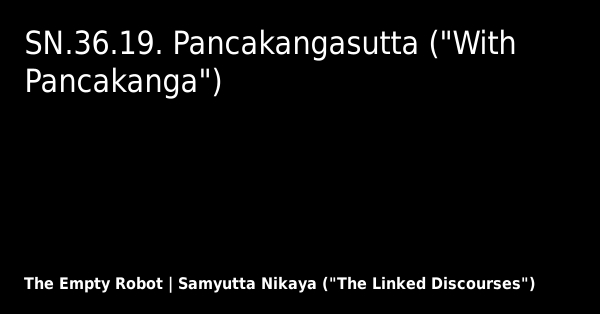 SN.36.19. Pancakangasutta ("With
Pancakanga")
The Empty Robot | Samyutta Nikaya ("The Linked Discourses")